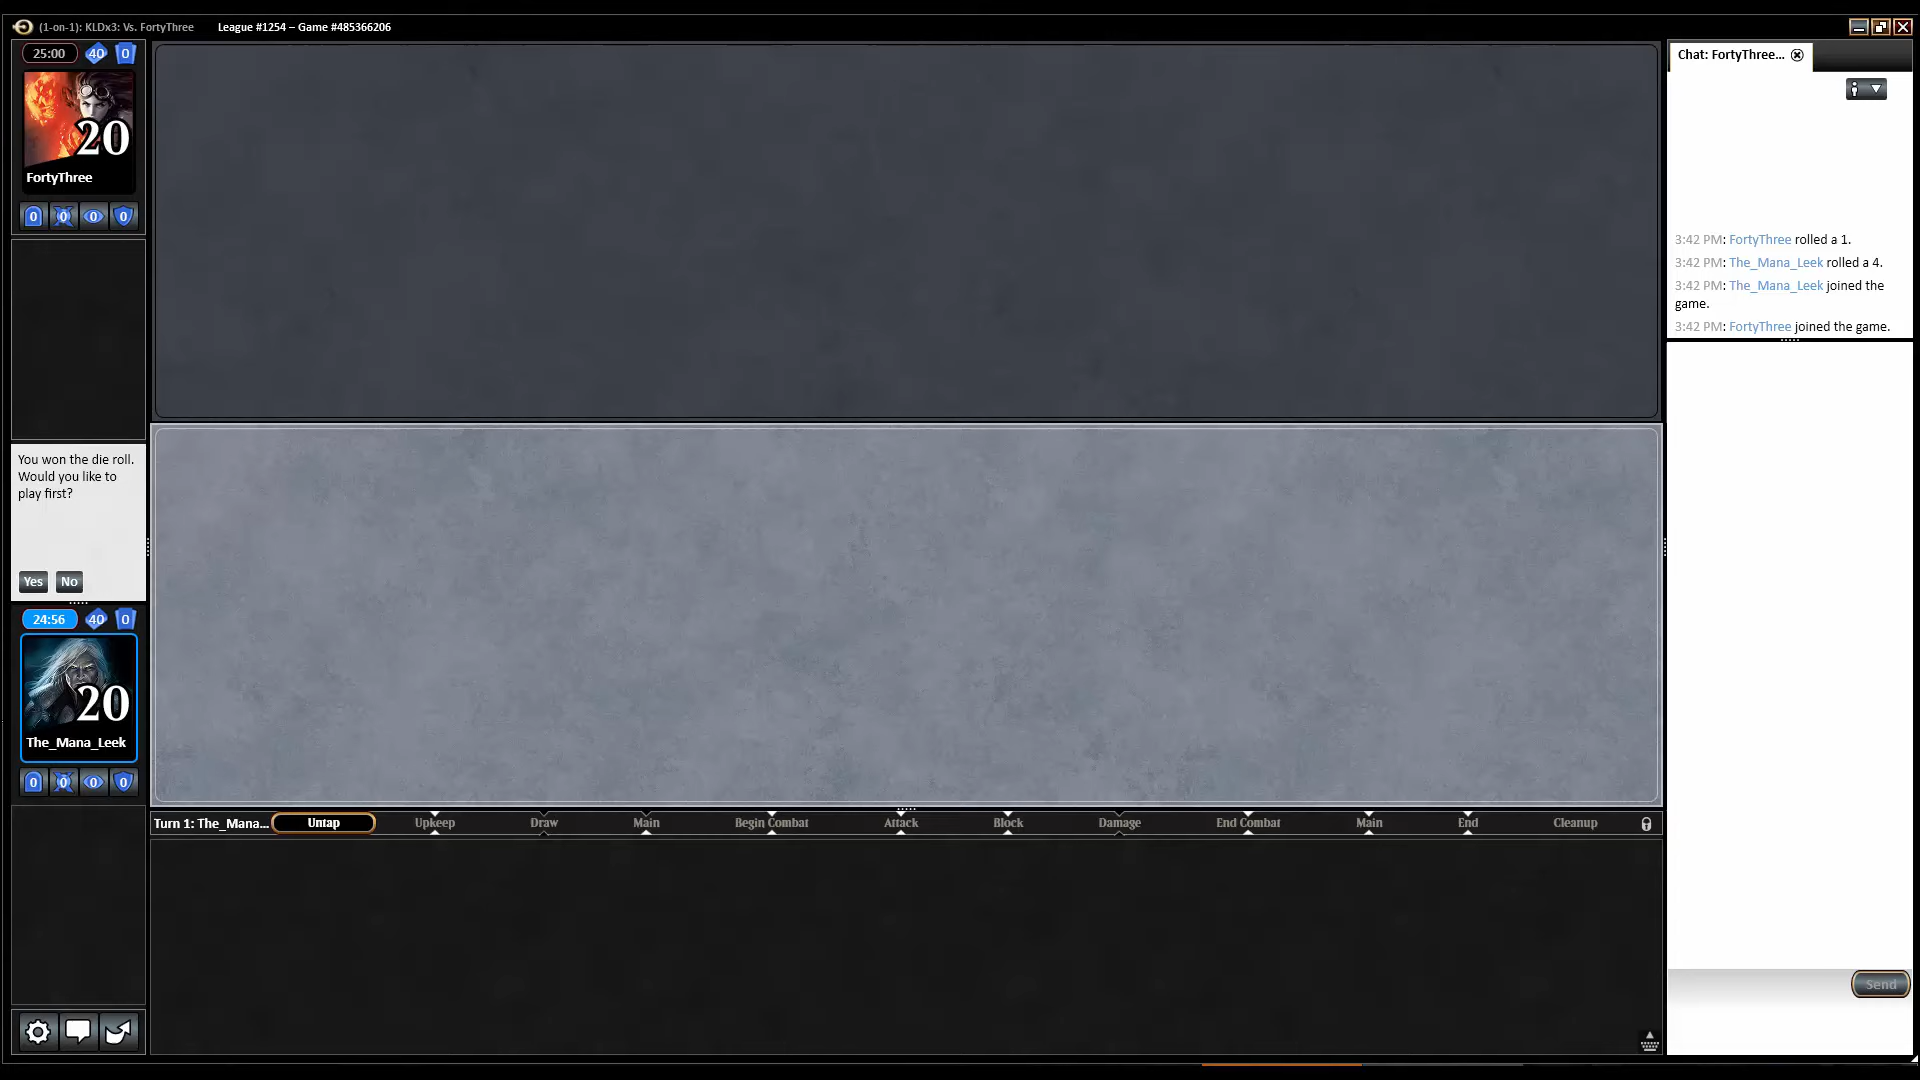 (1-on-1): KLDx3: Vs. FortyThree
League #1254 – Game #485366206
25:00
40
0
20
FortyThree
0
0
0
0
You won the die roll.
Would you like to
play first?
Yes
No
24:56
40
0
20
The_Mana_Leek
0
0
0
0
Turn 1: The_Mana...
Untap
Upkeep
Draw
Main
Begin Combat
Attack
Block
Damage
End Combat
Main
End
Cleanup
Chat: FortyThree...
3:42 PM: FortyThree rolled a 1.
3:42 PM: The_Mana_Leek rolled a 4.
3:42 PM: The_Mana_Leek joined the
game.
3:42 PM: FortyThree joined the game.
Send